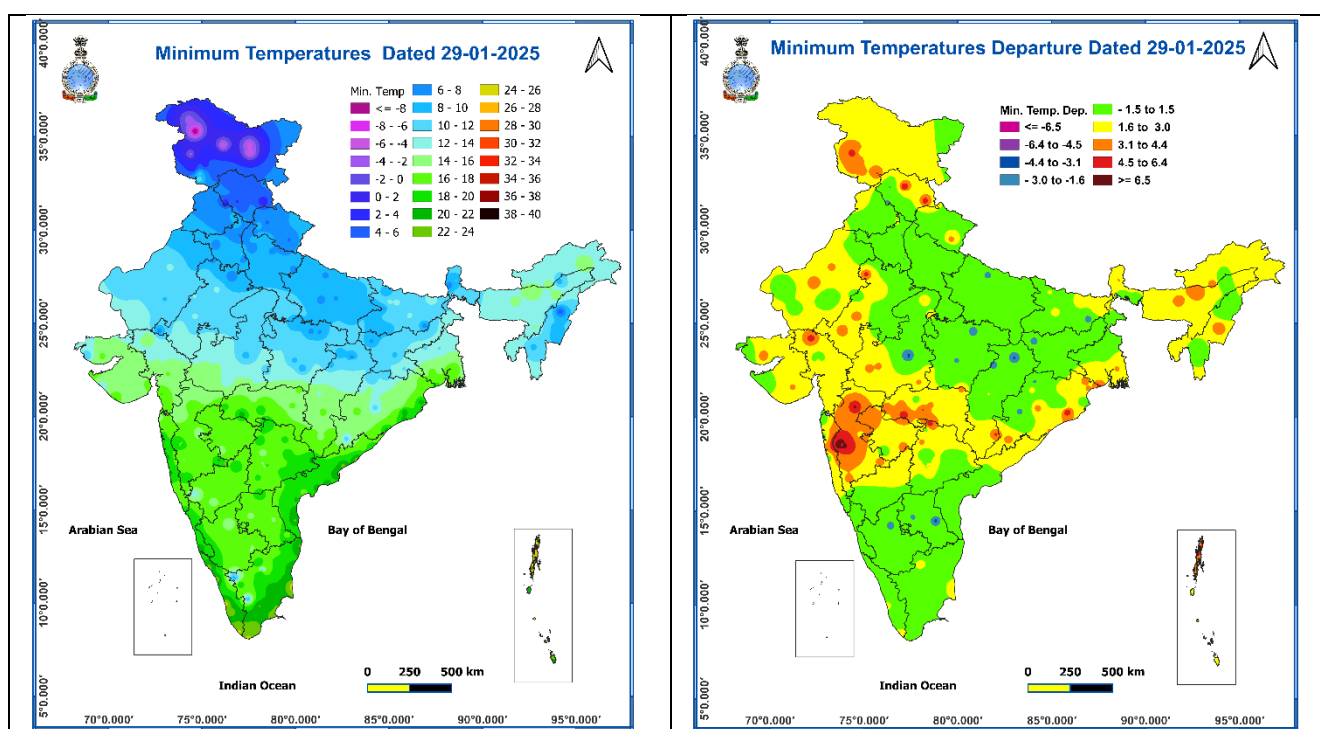 Minimum Temperatures Dated 29-01-2025
Min. Temp
<= -8
-8 - -6
-6 - -4
-4 - -2
-2 - 0
0 - 2
2 - 4
4 - 6
6 - 8
8 - 10
10 - 12
12 - 14
14 - 16
16 - 18
18 - 20
20 - 22
22 - 24
24 - 26
26 - 28
28 - 30
30 - 32
32 - 34
34 - 36
36 - 38
38 - 40
40°0.000'
35°0.000'
30°0.000'
25°0.000'
20°0.000'
15°0.000'
10°0.000'
5°0.000'
Arabian Sea
Bay of Bengal
Indian Ocean
0 250 500 km
70°0.000' 75°0.000' 80°0.000' 85°0.000' 90°0.000' 95°0.000'
Minimum Temperatures Departure Dated 29-01-2025
Min. Temp. Dep.
<= -6.5
-6.4 to -4.5
-4.4 to -3.1
- 3.0 to -1.6
- 1.5 to 1.5
1.6 to 3.0
3.1 to 4.4
4.5 to 6.4
>= 6.5
40°0.000'
35°0.000'
30°0.000'
25°0.000'
20°0.000'
15°0.000'
10°0.000'
5°0.000'
Arabian Sea
Bay of Bengal
Indian Ocean
0 250 500 km
70°0.000' 75°0.000' 80°0.000' 85°0.000' 90°0.000' 95°0.000'